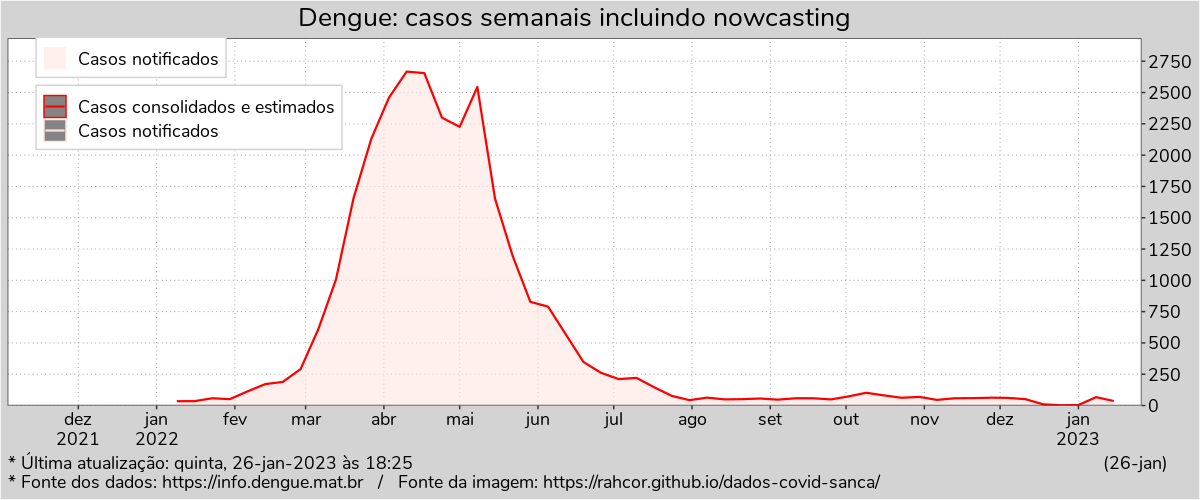 Dengue: casos semanais incluindo nowcasting
Casos notificados
Casos consolidados e estimados
Casos notificados
2750
2500
2250
2000
1750
1500
1250
1000
750
500
250
0
dez jan fev mar abr mai jun jul ago set out nov dez jan
2021 2022 2023
* Última atualização: quinta, 26-jan-2023 às 18:25 (26-jan)
* Fonte dos dados: https://info.dengue.mat.br / Fonte da imagem: https://rahcor.github.io/dados-covid-sanca/